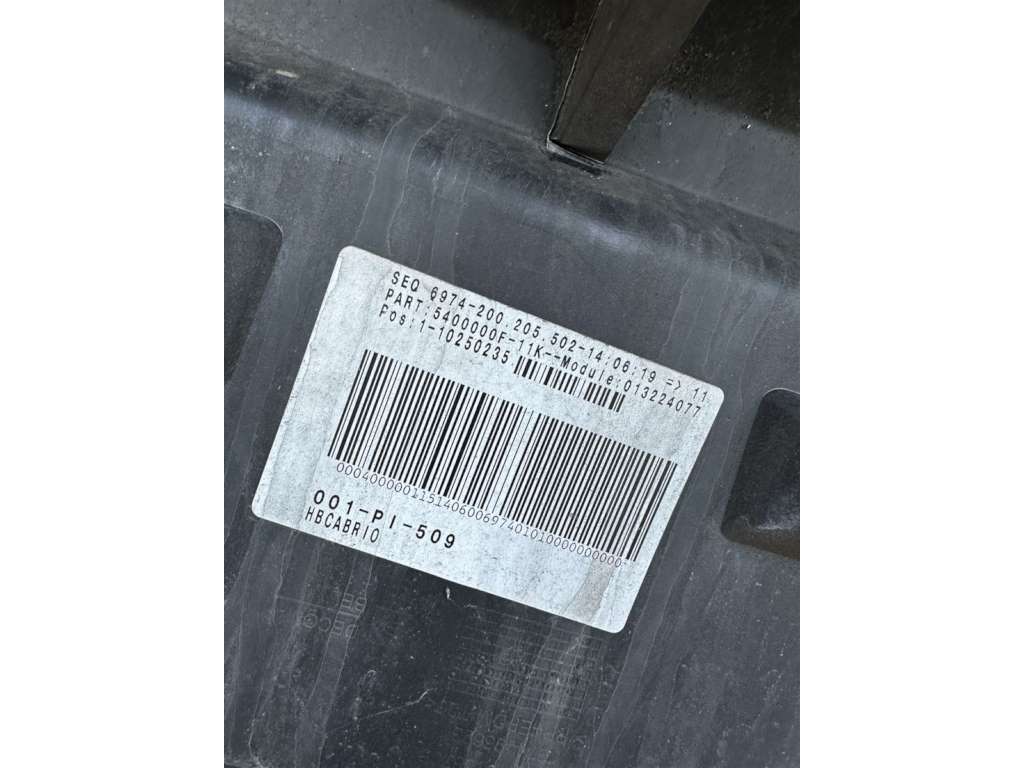 SEQ 6974-200.205.502-14:06:19 => 11
PART:5400000F-11K--Module:013224077
Pos:1-10250235
00040000011514060069740101000000000­0
001-PI-509
HBCABRIO